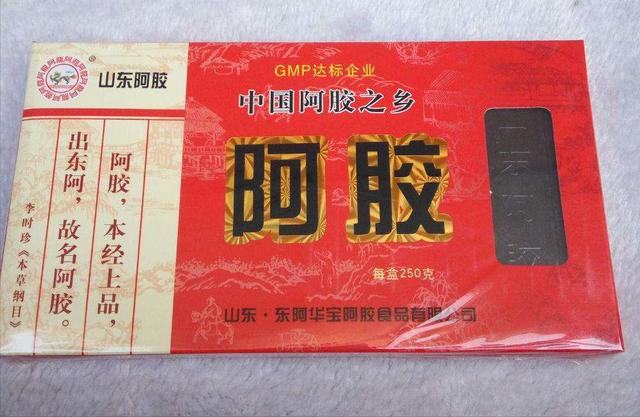 山东阿胶
GMP达标企业
中国阿胶之乡
阿胶
每盒250克
山东·东阿华宝阿胶食品有限公司
阿胶，本经上品，
出东阿，故名阿胶。
李时珍《本草纲目》